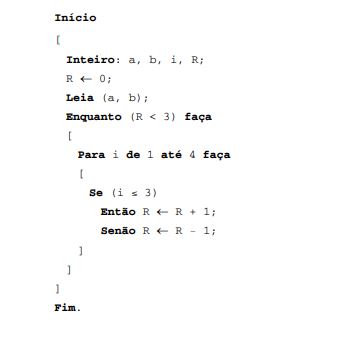 Início
[
Inteiro: a, b, i, R;
R ← 0;
Leia (a, b);
Enquanto (R < 3) faça
[
Para i de 1 até 4 faça
[
Se (i ≤ 3)
Então R ← R + 1;
Senão R ← R - 1;
]
]
]
Fim.